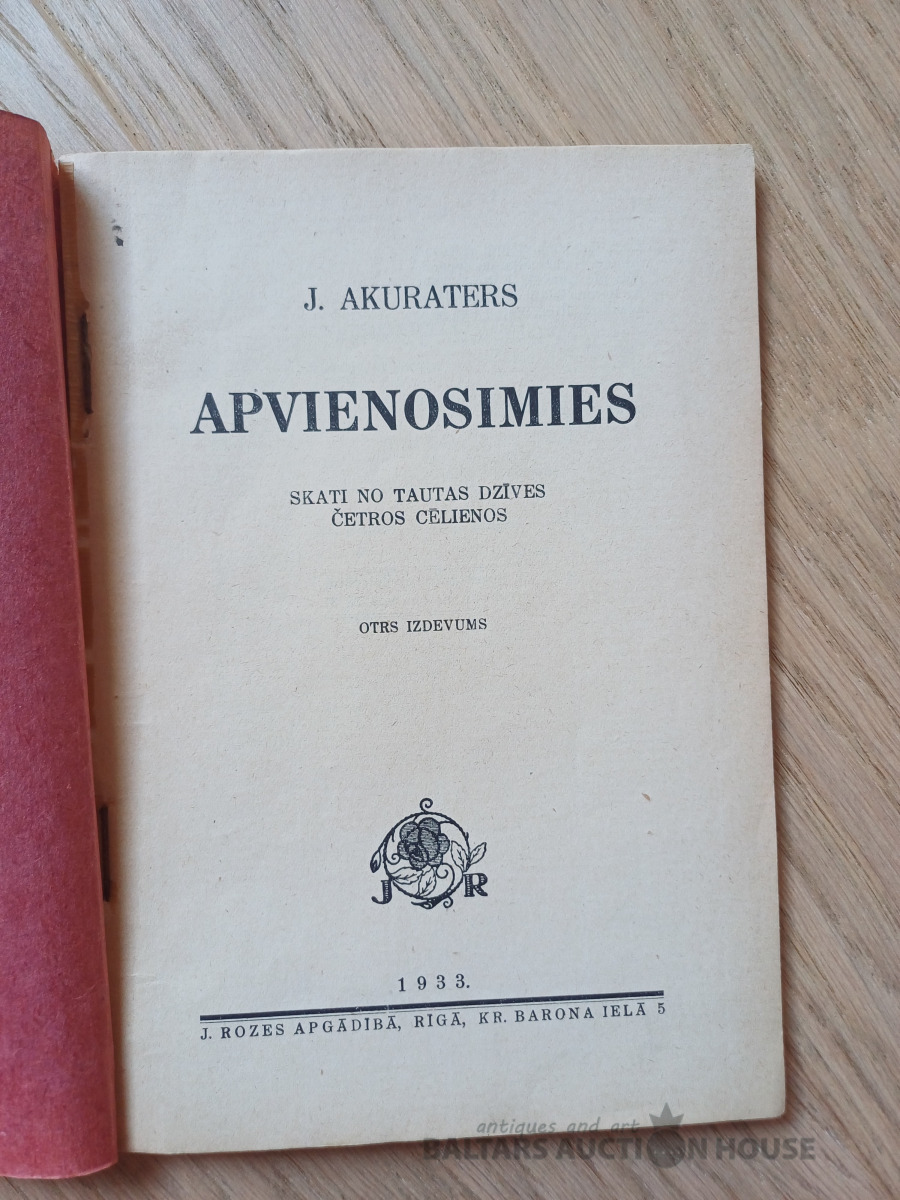 J. AKURATERS
APVIENOSIMIES
SKATI NO TAUTAS DZĪVES
ČETROS CĒLIENOS
OTRS IZDEVUMS
J R
1933.
J. ROZES APGĀDĪBĀ, RĪGĀ, KR. BARONA IELĀ 5
antiques and art
BALTARS AUCTION HOUSE